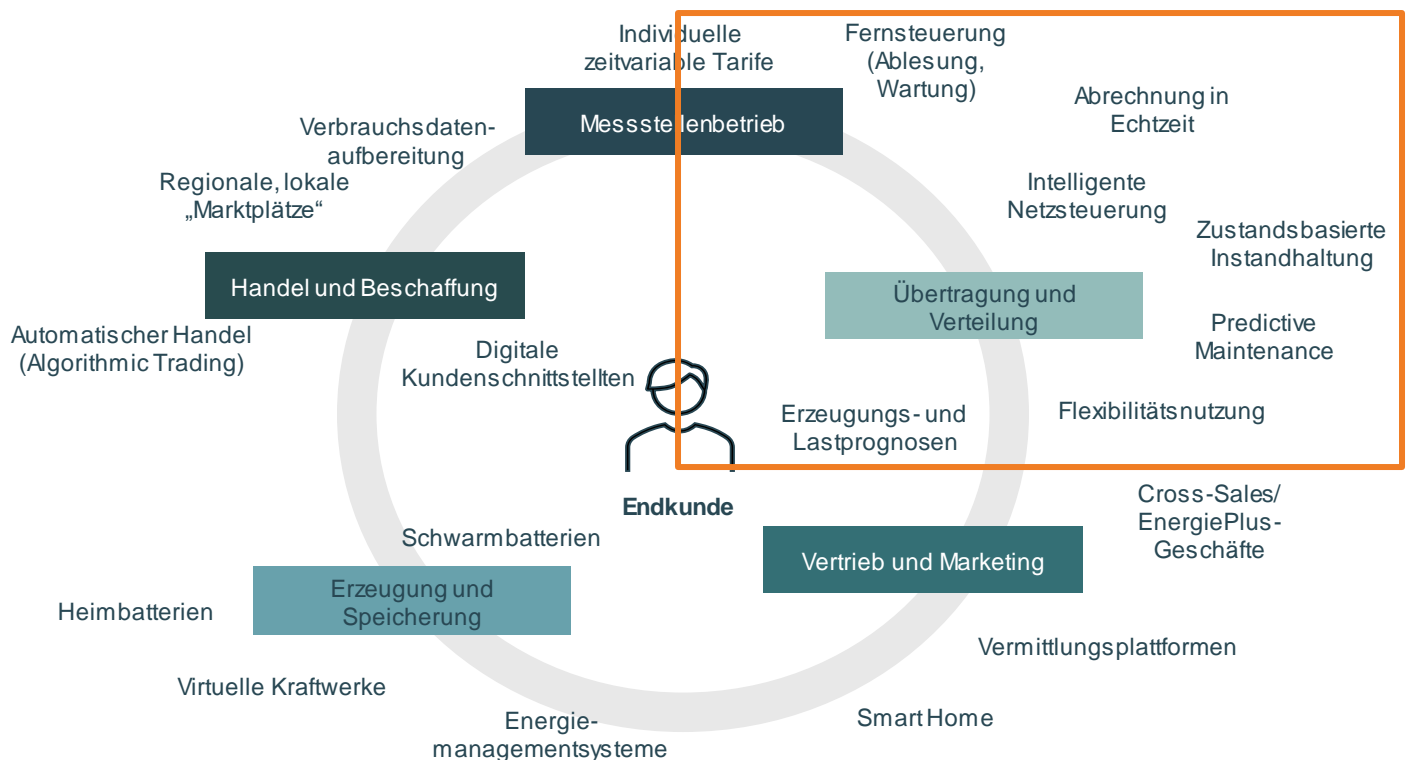 Individuelle
zeitvariable Tarife
Fernsteuerung
(Ablesung,
Wartung)
Abrechnung in
Echtzeit
Messstellenbetrieb
Verbrauchsdaten-
aufbereitung
Regionale, lokale
„Marktplätze“
Intelligente
Netzsteuerung
Zustandsbasierte
Instandhaltung
Handel und Beschaffung
Übertragung und
Verteilung
Automatischer Handel
(Algorithmic Trading)
Predictive
Maintenance
Digitale
Kundenschnittstellten
Erzeugungs- und
Lastprognosen
Flexibilitätsnutzung
Endkunde
Cross-Sales/
EnergiePlus-
Geschäfte
Schwarmbatterien
Vertrieb und Marketing
Erzeugung und
Speicherung
Heimbatterien
Vermittlungsplattformen
Virtuelle Kraftwerke
Energie-
managementsysteme
Smart Home